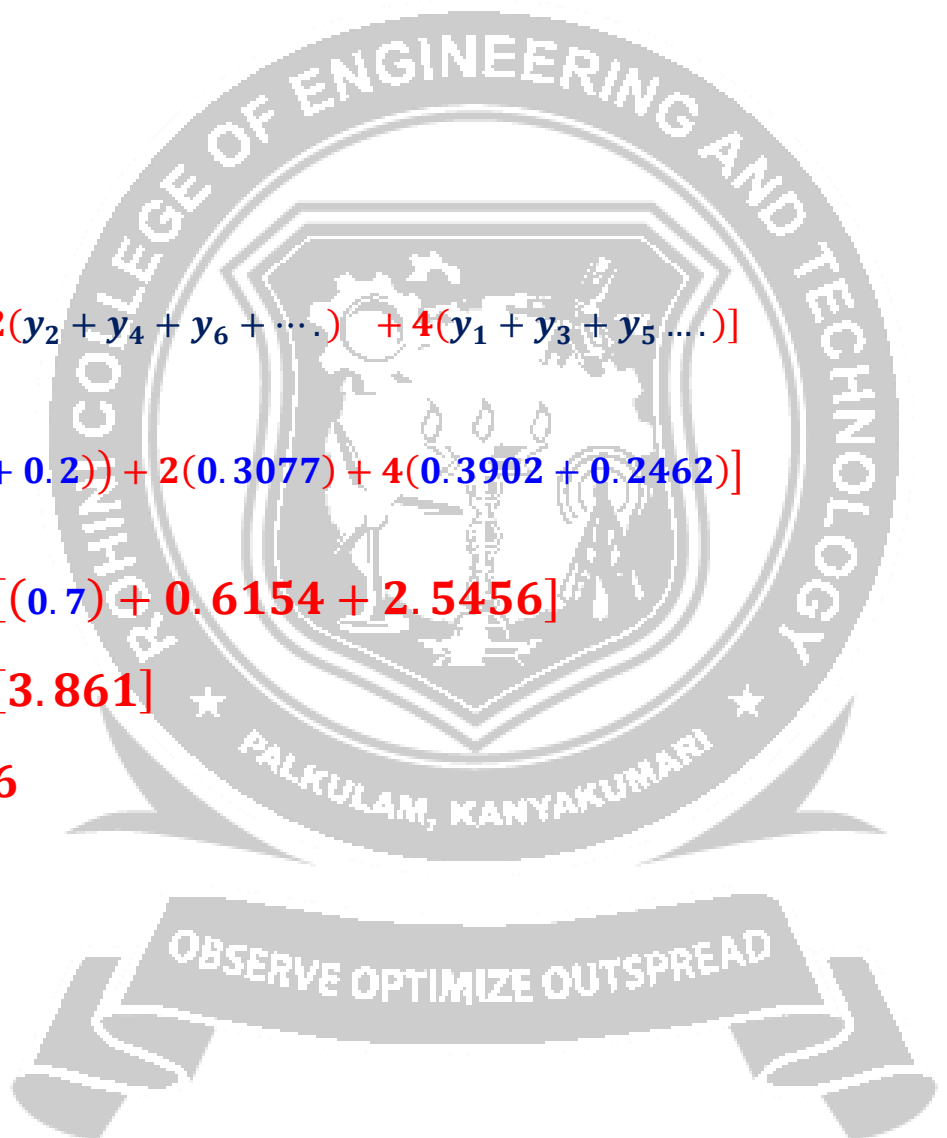 ROHINI COLLEGE OF ENGINEERING AND TECHNOLOGY
2(y₂ + y₄ + y₆ + ⋯. ) + 4(y₁ + y₃ + y₅ .... )]
+ 0.2)) + 2(0.3077) + 4(0.3902 + 0.2462)]
[(0.7) + 0.6154 + 2.5456]
[3.861]
6
PALKULAM, KANYAKUMARI
OBSERVE OPTIMIZE OUTSPREAD